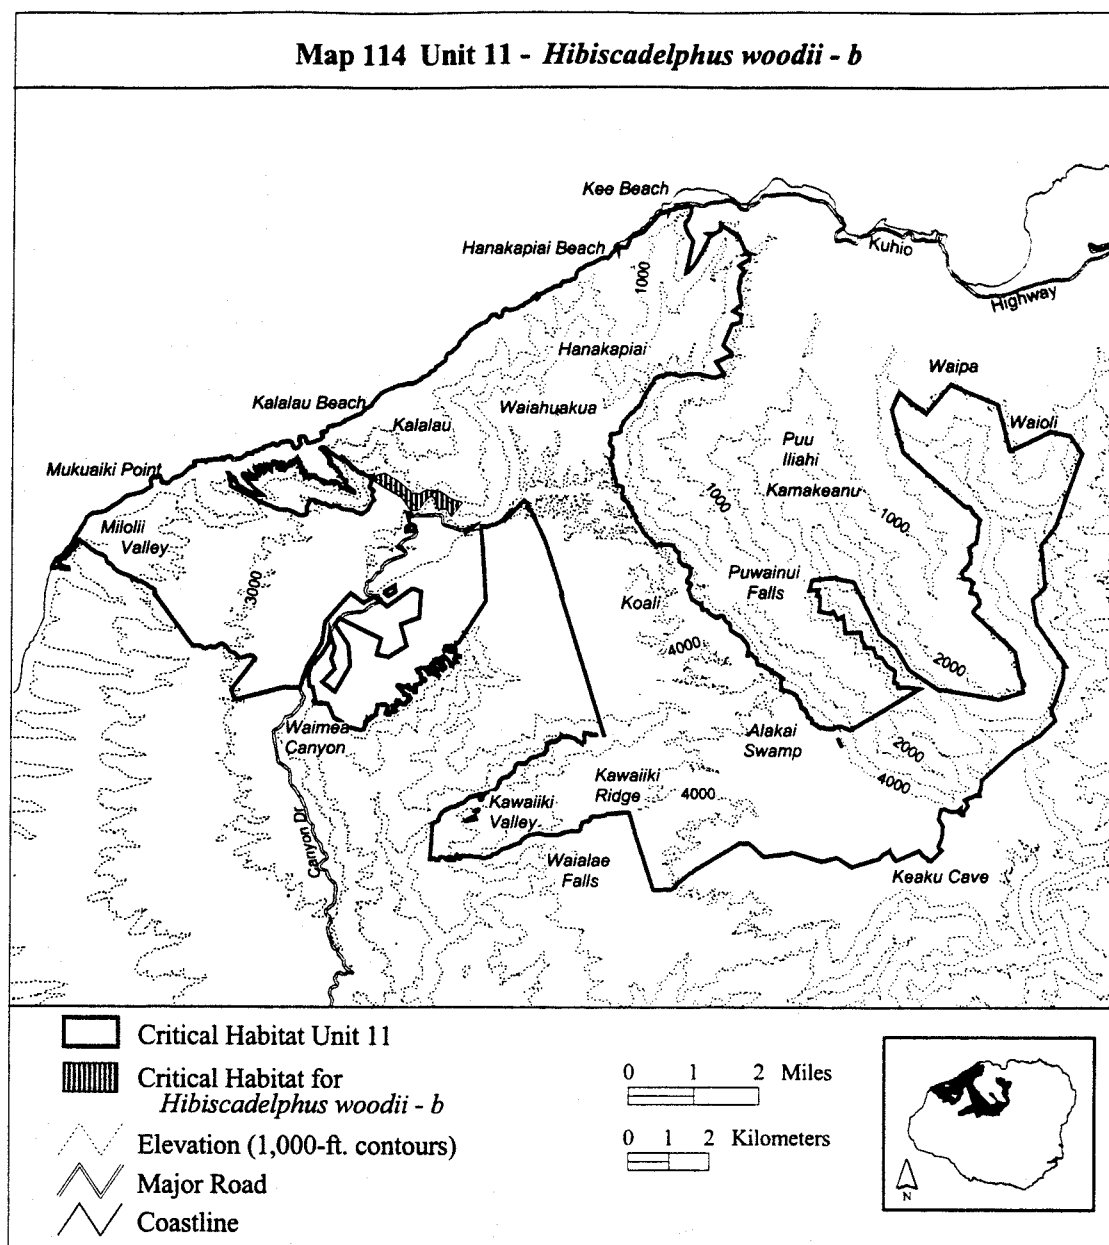 Map 114 Unit 11 - Hibiscadelphus woodii - b
Kee Beach
Hanakapiai Beach
Kuhio
Highway
1000
Hanakapiai
Waipa
Kalalau Beach
Waiahuakua
Kalalau
Waioli
Puu
Iliahi
Mukuaiki Point
Kamakeanu
1000
1000
Milolii
Valley
3000
Puwainui
Falls
Koali
4000
2000
Waimea
Canyon
Alakai
Swamp
2000
4000
Kawaiiki
Ridge
4000
Kawaiiki
Valley
Canyon Dr
Waialae
Falls
Keaku Cave
Critical Habitat Unit 11
Critical Habitat for
Hibiscadelphus woodii - b
Elevation (1,000-ft. contours)
Major Road
Coastline
0 1 2 Miles
0 1 2 Kilometers
N